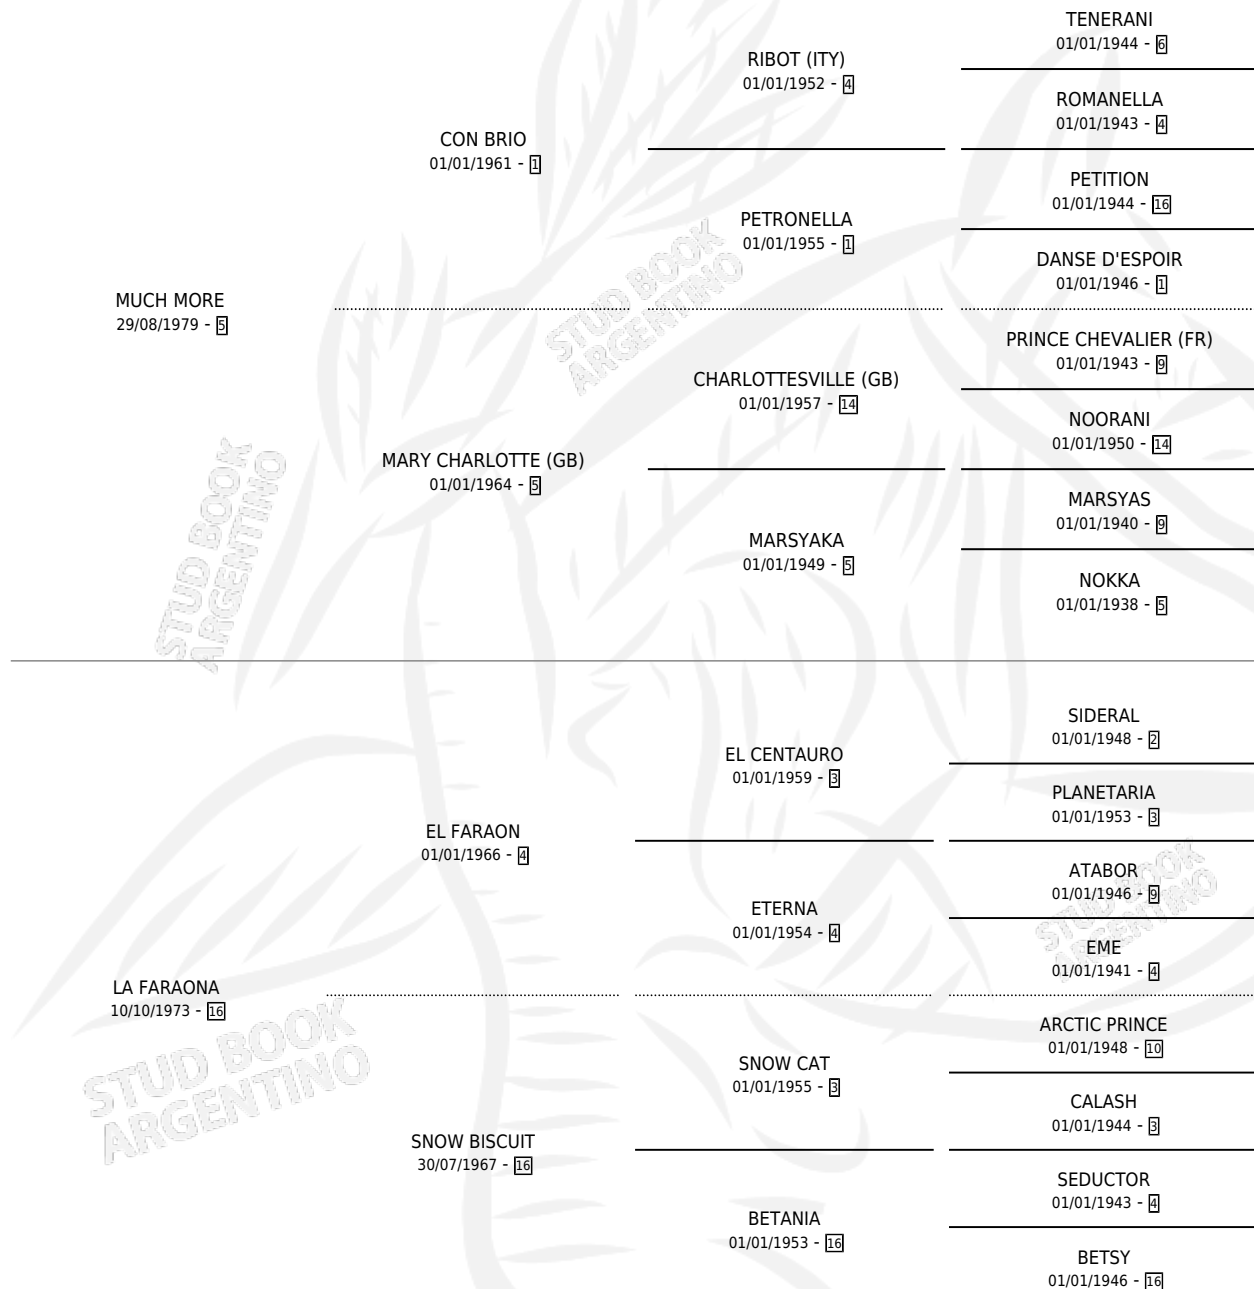 TENERANI
01/01/1944 - 6
RIBOT (ITY)
01/01/1952 - 4
ROMANELLA
01/01/1943 - 4
CON BRIO
01/01/1961 - 1
PETITION
01/01/1944 - 16
PETRONELLA
01/01/1955 - 1
DANSE D'ESPOIR
01/01/1946 - 1
MUCH MORE
29/08/1979 - 5
PRINCE CHEVALIER (FR)
01/01/1943 - 9
CHARLOTTESVILLE (GB)
01/01/1957 - 14
NOORANI
01/01/1950 - 14
MARY CHARLOTTE (GB)
01/01/1964 - 5
MARSYAS
01/01/1940 - 9
MARSYAKA
01/01/1949 - 5
NOKKA
01/01/1938 - 5
SIDERAL
01/01/1948 - 2
EL CENTAURO
01/01/1959 - 3
PLANETARIA
01/01/1953 - 3
EL FARAON
01/01/1966 - 4
ATABOR
01/01/1946 - 9
ETERNA
01/01/1954 - 4
EME
01/01/1941 - 4
LA FARAONA
10/10/1973 - 16
ARCTIC PRINCE
01/01/1948 - 10
SNOW CAT
01/01/1955 - 3
CALASH
01/01/1944 - 3
SNOW BISCUIT
30/07/1967 - 16
SEDUCTOR
01/01/1943 - 4
BETANIA
01/01/1953 - 16
BETSY
01/01/1946 - 16
STUD BOOK
ARGENTINO
STUD BOOK
ARGENTINO
STUD BOOK
ARGENTINO
STUD BOOK
ARGENTINO